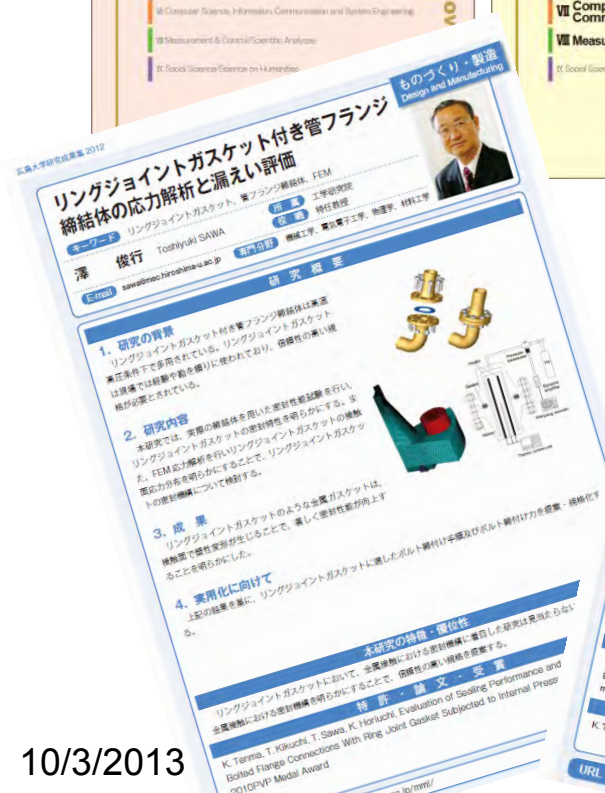 VI Computer Science, Information, Communication and System Engineering
VII Measurement & Control/Scientific Analyses
IX Social Science/Science on Humanities
VII Comp
Comm
VIII Measu
IX Social Scien
広島大学研究成果集 2012
ものづくり・製造
Design and Manufacturing
リングジョイントガスケット付き管フランジ
締結体の応力解析と漏えい評価
キーワード リングジョイントガスケット、管フランジ締結体、FEM
澤 俊行 Toshiyuki SAWA
所属 工学研究院
役職 特任教授
E-mail sawa@mec.hiroshima-u.ac.jp
専門分野 機械工学、電気電子工学、物理学、材料工学
研究概要
1. 研究の背景
リングジョイントガスケット付き管フランジ締結体は高温
高圧条件下で多用されている。リングジョイントガスケット
は現場では経験や勘を頼りに使われており、信頼性の高い規
格が必要とされている。
2. 研究内容
本研究では、実際の締結体を用いた密封性能試験を行い、
リングジョイントガスケットの密封特性を明らかにする。ま
た、FEM応力解析を行いリングジョイントガスケットの接触
面応力分布を明らかにすることで、リングジョイントガスケッ
トの密封機構について検討する。
3. 成果
リングジョイントガスケットのような金属ガスケットは、
接触面で塑性変形が生じることで、著しく密封性能が向上す
ることを明らかにした。
4. 実用化に向けて
上記の結果を基に、リングジョイントガスケットに適したボルト締付け手順及びボルト締付け力を提案・規格化す
る。
本研究の特徴・優位性
リングジョイントガスケットにおいて、金属接触における密封機構に着目した研究は見当たらない
金属接触における密封機構を明らかにすることで、信頼性の高い規格を提案する。
特許・論文・受賞
K. Tenma, T. Kikuchi, T. Sawa, K. Horiuchi, Evaluation of Sealing Performance and
Bolted Flange Connections With Ring Joint Gasket Subjected to Internal Press
2010PVP Medal Award
K. T
URL
10/3/2013